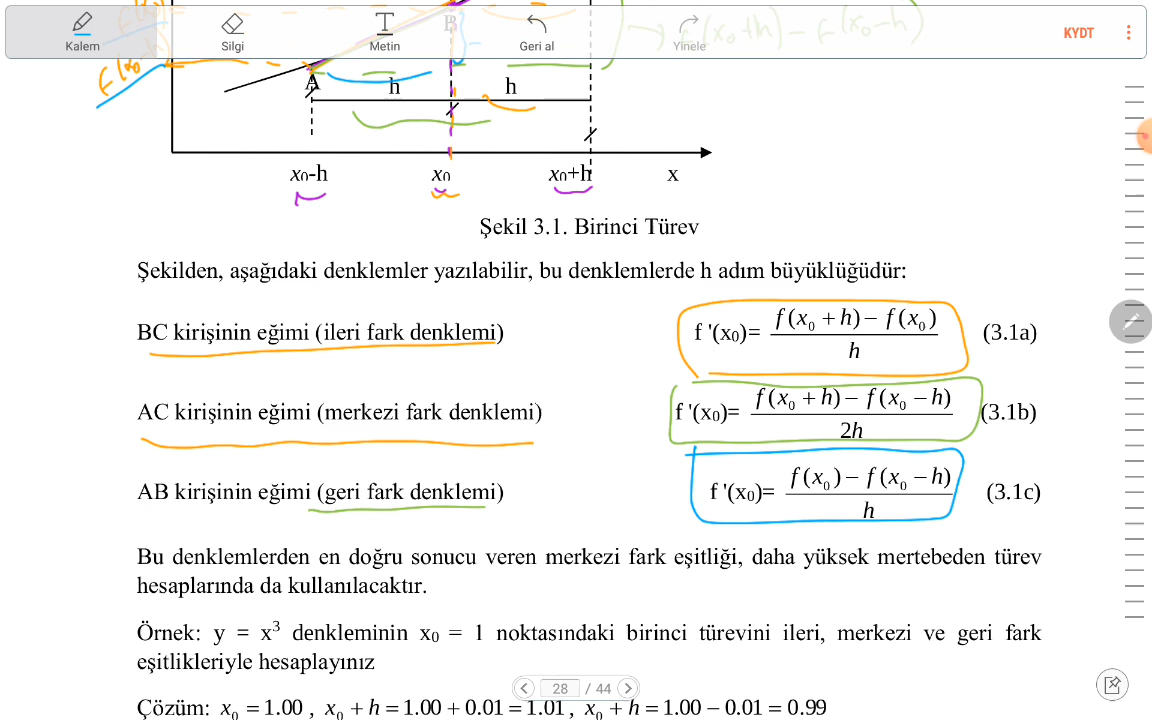 Kalem Silgi Metin Geri al Yinele KYDT
B
f(x₀+h) – f(x₀-h)
A
h h
x₀-h x₀ x₀+h x
Şekil 3.1. Birinci Türev
Şekilden, aşağıdaki denklemler yazılabilir, bu denklemlerde h adım büyüklüğüdür:
BC kirişinin eğimi (ileri fark denklemi) f '(x₀)= f(x₀ + h) – f(x₀) / h (3.1a)
AC kirişinin eğimi (merkezi fark denklemi) f '(x₀)= f(x₀ + h) – f(x₀ – h) / 2h (3.1b)
AB kirişinin eğimi (geri fark denklemi) f '(x₀)= f(x₀) – f(x₀ – h) / h (3.1c)
Bu denklemlerden en doğru sonucu veren merkezi fark eşitliği, daha yüksek mertebeden türev
hesaplarında da kullanılacaktır.
Örnek: y = x³ denkleminin x₀ = 1 noktasındaki birinci türevini ileri, merkezi ve geri fark
eşitlikleriyle hesaplayınız
28 / 44
Çözüm: x₀ = 1.00 , x₀ + h = 1.00 + 0.01 = 1.01 , x₀ + h = 1.00 – 0.01 = 0.99